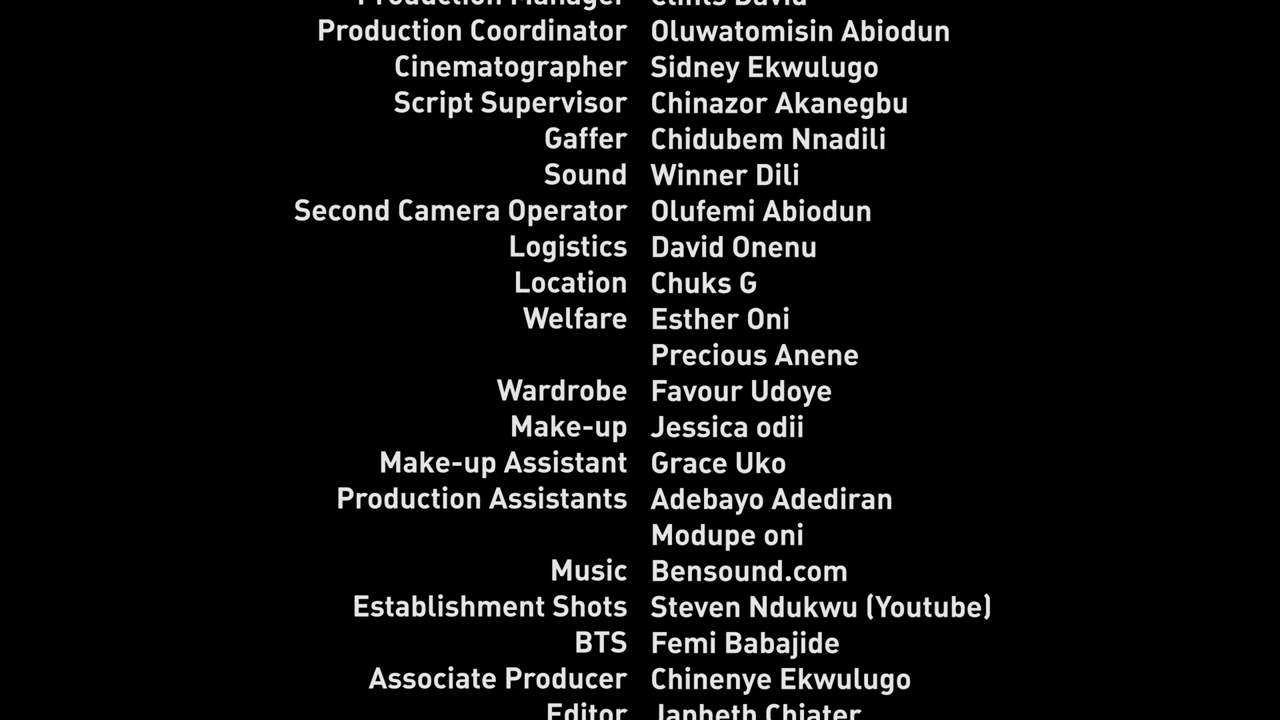 Production Manager David
Production Coordinator Oluwatomisin Abiodun
Cinematographer Sidney Ekwulugo
Script Supervisor Chinazor Akanegbu
Gaffer Chidubem Nnadili
Sound Winner Dili
Second Camera Operator Olufemi Abiodun
Logistics David Onenu
Location Chuks G
Welfare Esther Oni
Precious Anene
Wardrobe Favour Udoye
Make-up Jessica odii
Make-up Assistant Grace Uko
Production Assistants Adebayo Adediran
Modupe oni
Music Bensound.com
Establishment Shots Steven Ndukwu (Youtube)
BTS Femi Babajide
Associate Producer Chinenye Ekwulugo
Editor Japheth Chiater